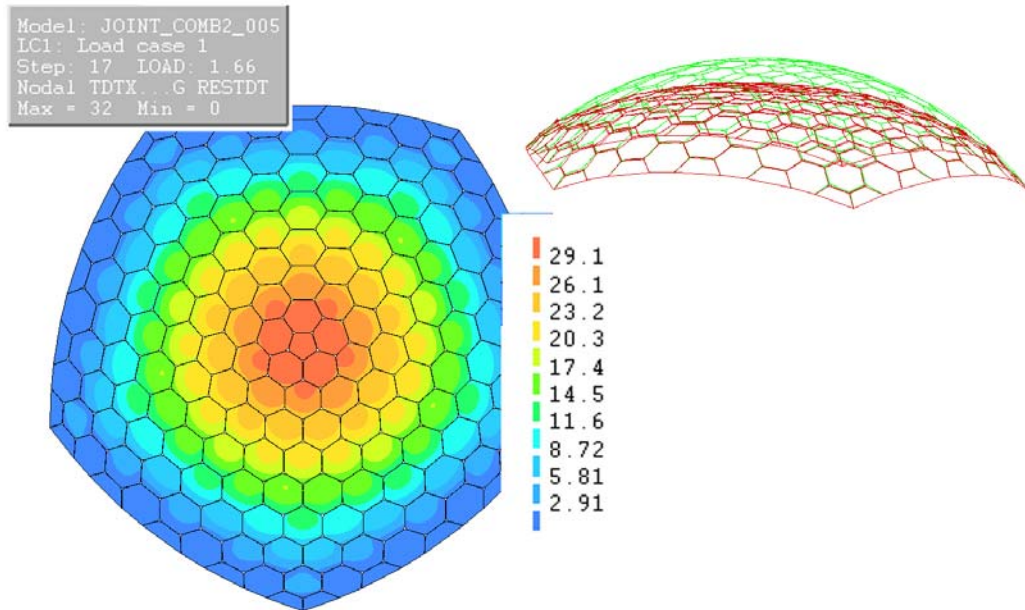 Model: JOINT_COMB2_005
LC1: Load case 1
Step: 17 LOAD: 1.66
Nodal TDTX...G RESTDT
Max = 32 Min = 0
29.1
26.1
23.2
20.3
17.4
14.5
11.6
8.72
5.81
2.91